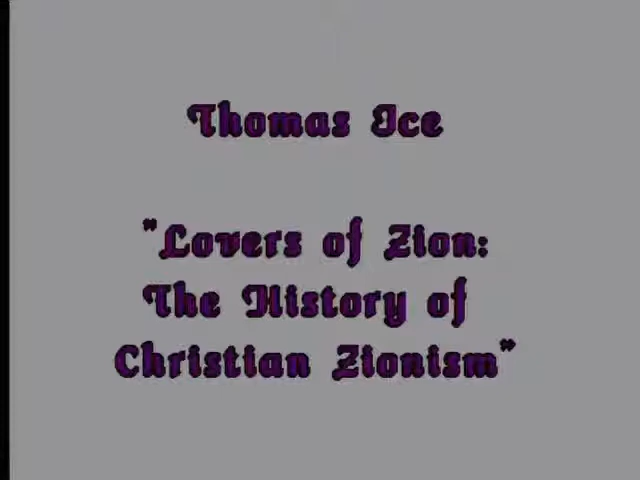 Thomas Ice
"Lovers of Zion:
The History of
Christian Zionism"